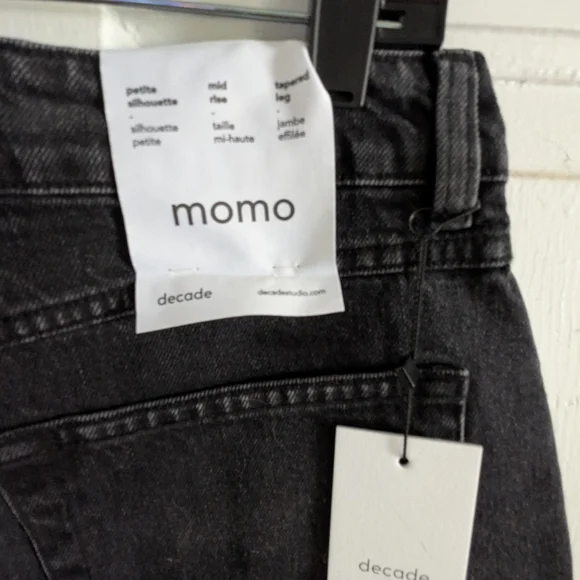 petite mid tapered
silhouette rise leg
- - -
silhouette taille jambe
petite mi-haute effilée
momo
decade decadestudio.com
decade